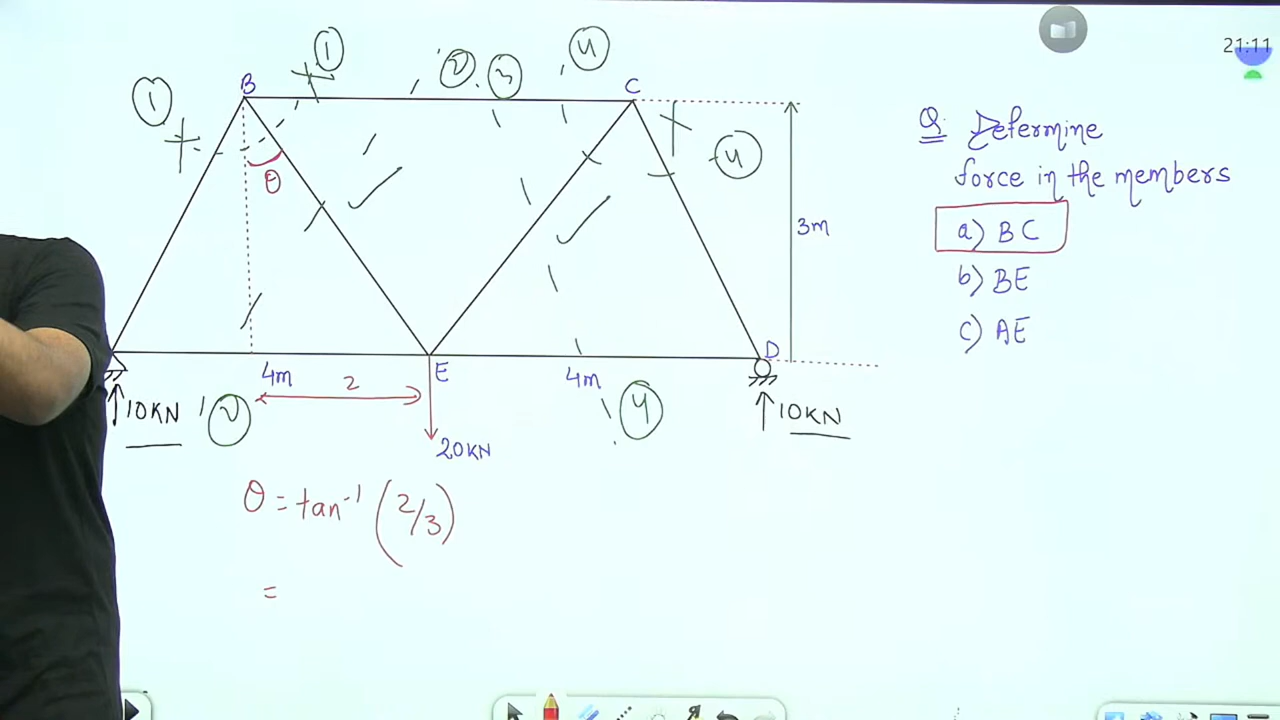 21:11
① ④
② ③
B C
①
④
Q: Determine
force in the members
a) BC
b) BE
c) AE
θ
3m
D
4m 2 E 4m
10KN ② ④ 10KN
20KN
θ = tan⁻¹ (2/3)
=